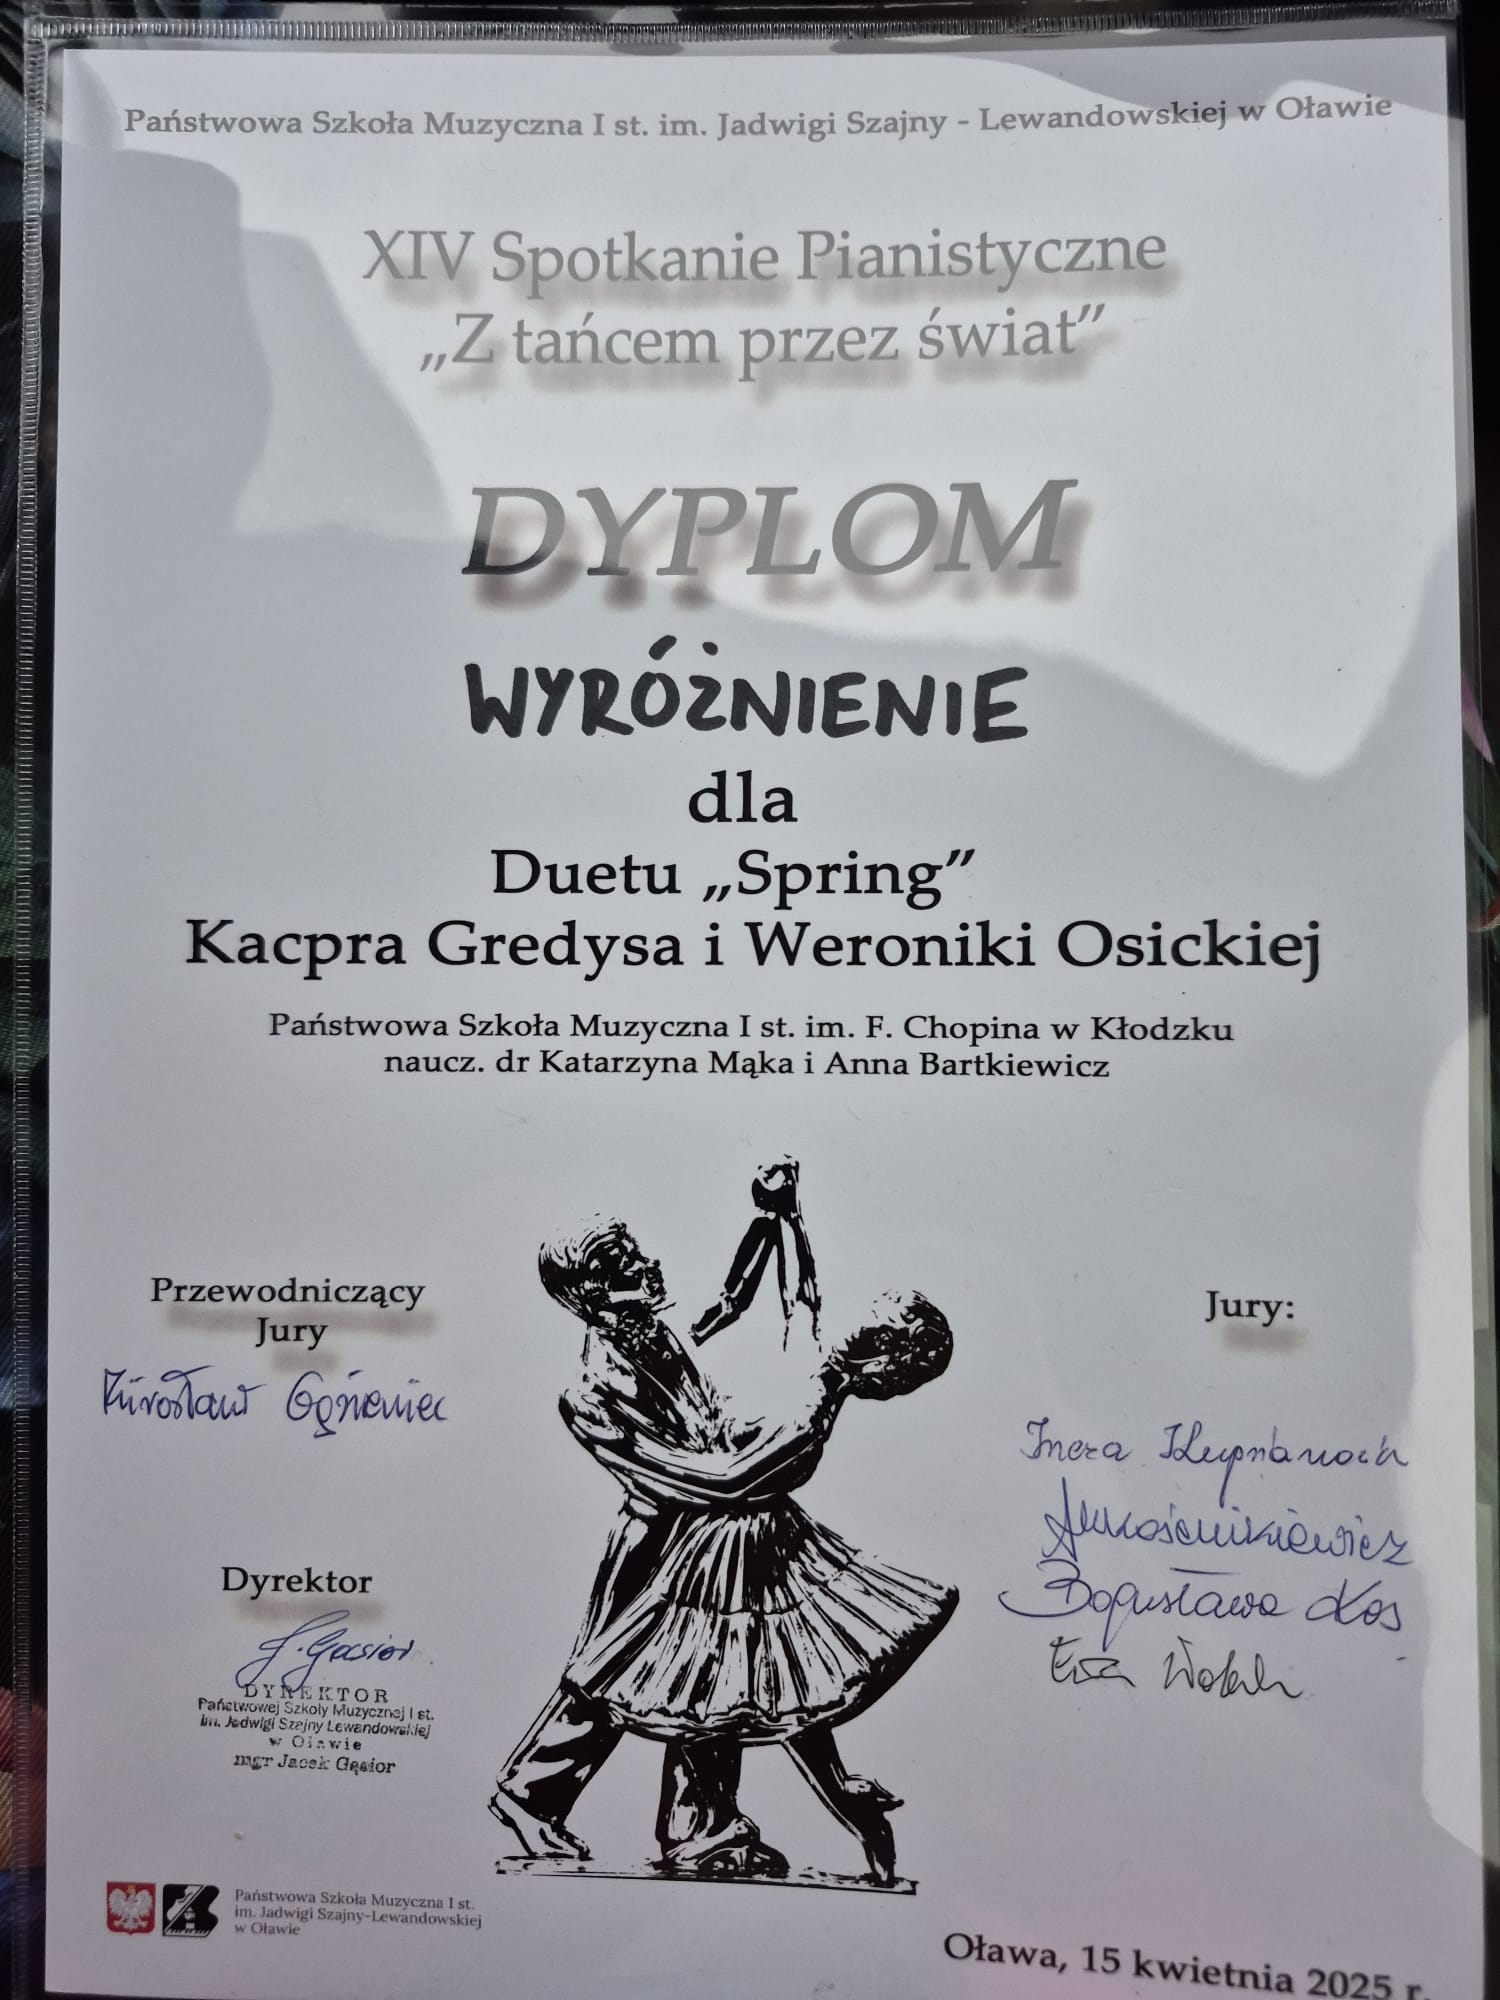 Państwowa Szkoła Muzyczna I st. im. Jadwigi Szajny - Lewandowskiej w Oławie
XIV Spotkanie Pianistyczne
„Z tańcem przez świat”
DYPLOM
WYRÓŻNIENIE
dla
Duetu „Spring”
Kacpra Gredysa i Weroniki Osickiej
Państwowa Szkoła Muzyczna I st. im. F. Chopina w Kłodzku
naucz. dr Katarzyna Mąka i Anna Bartkiewicz
Przewodniczący
Jury
Mirosław
Jury:
Bogusława Kos
Ewa
Dyrektor
J. Gąsior
DYREKTOR
Państwowej Szkoły Muzycznej I st.
im. Jadwigi Szajny Lewandowskiej
w Oławie
mgr Jacek Gąsior
Państwowa Szkoła Muzyczna I st.
im. Jadwigi Szajny-Lewandowskiej
w Oławie
Oława, 15 kwietnia 2025 r.